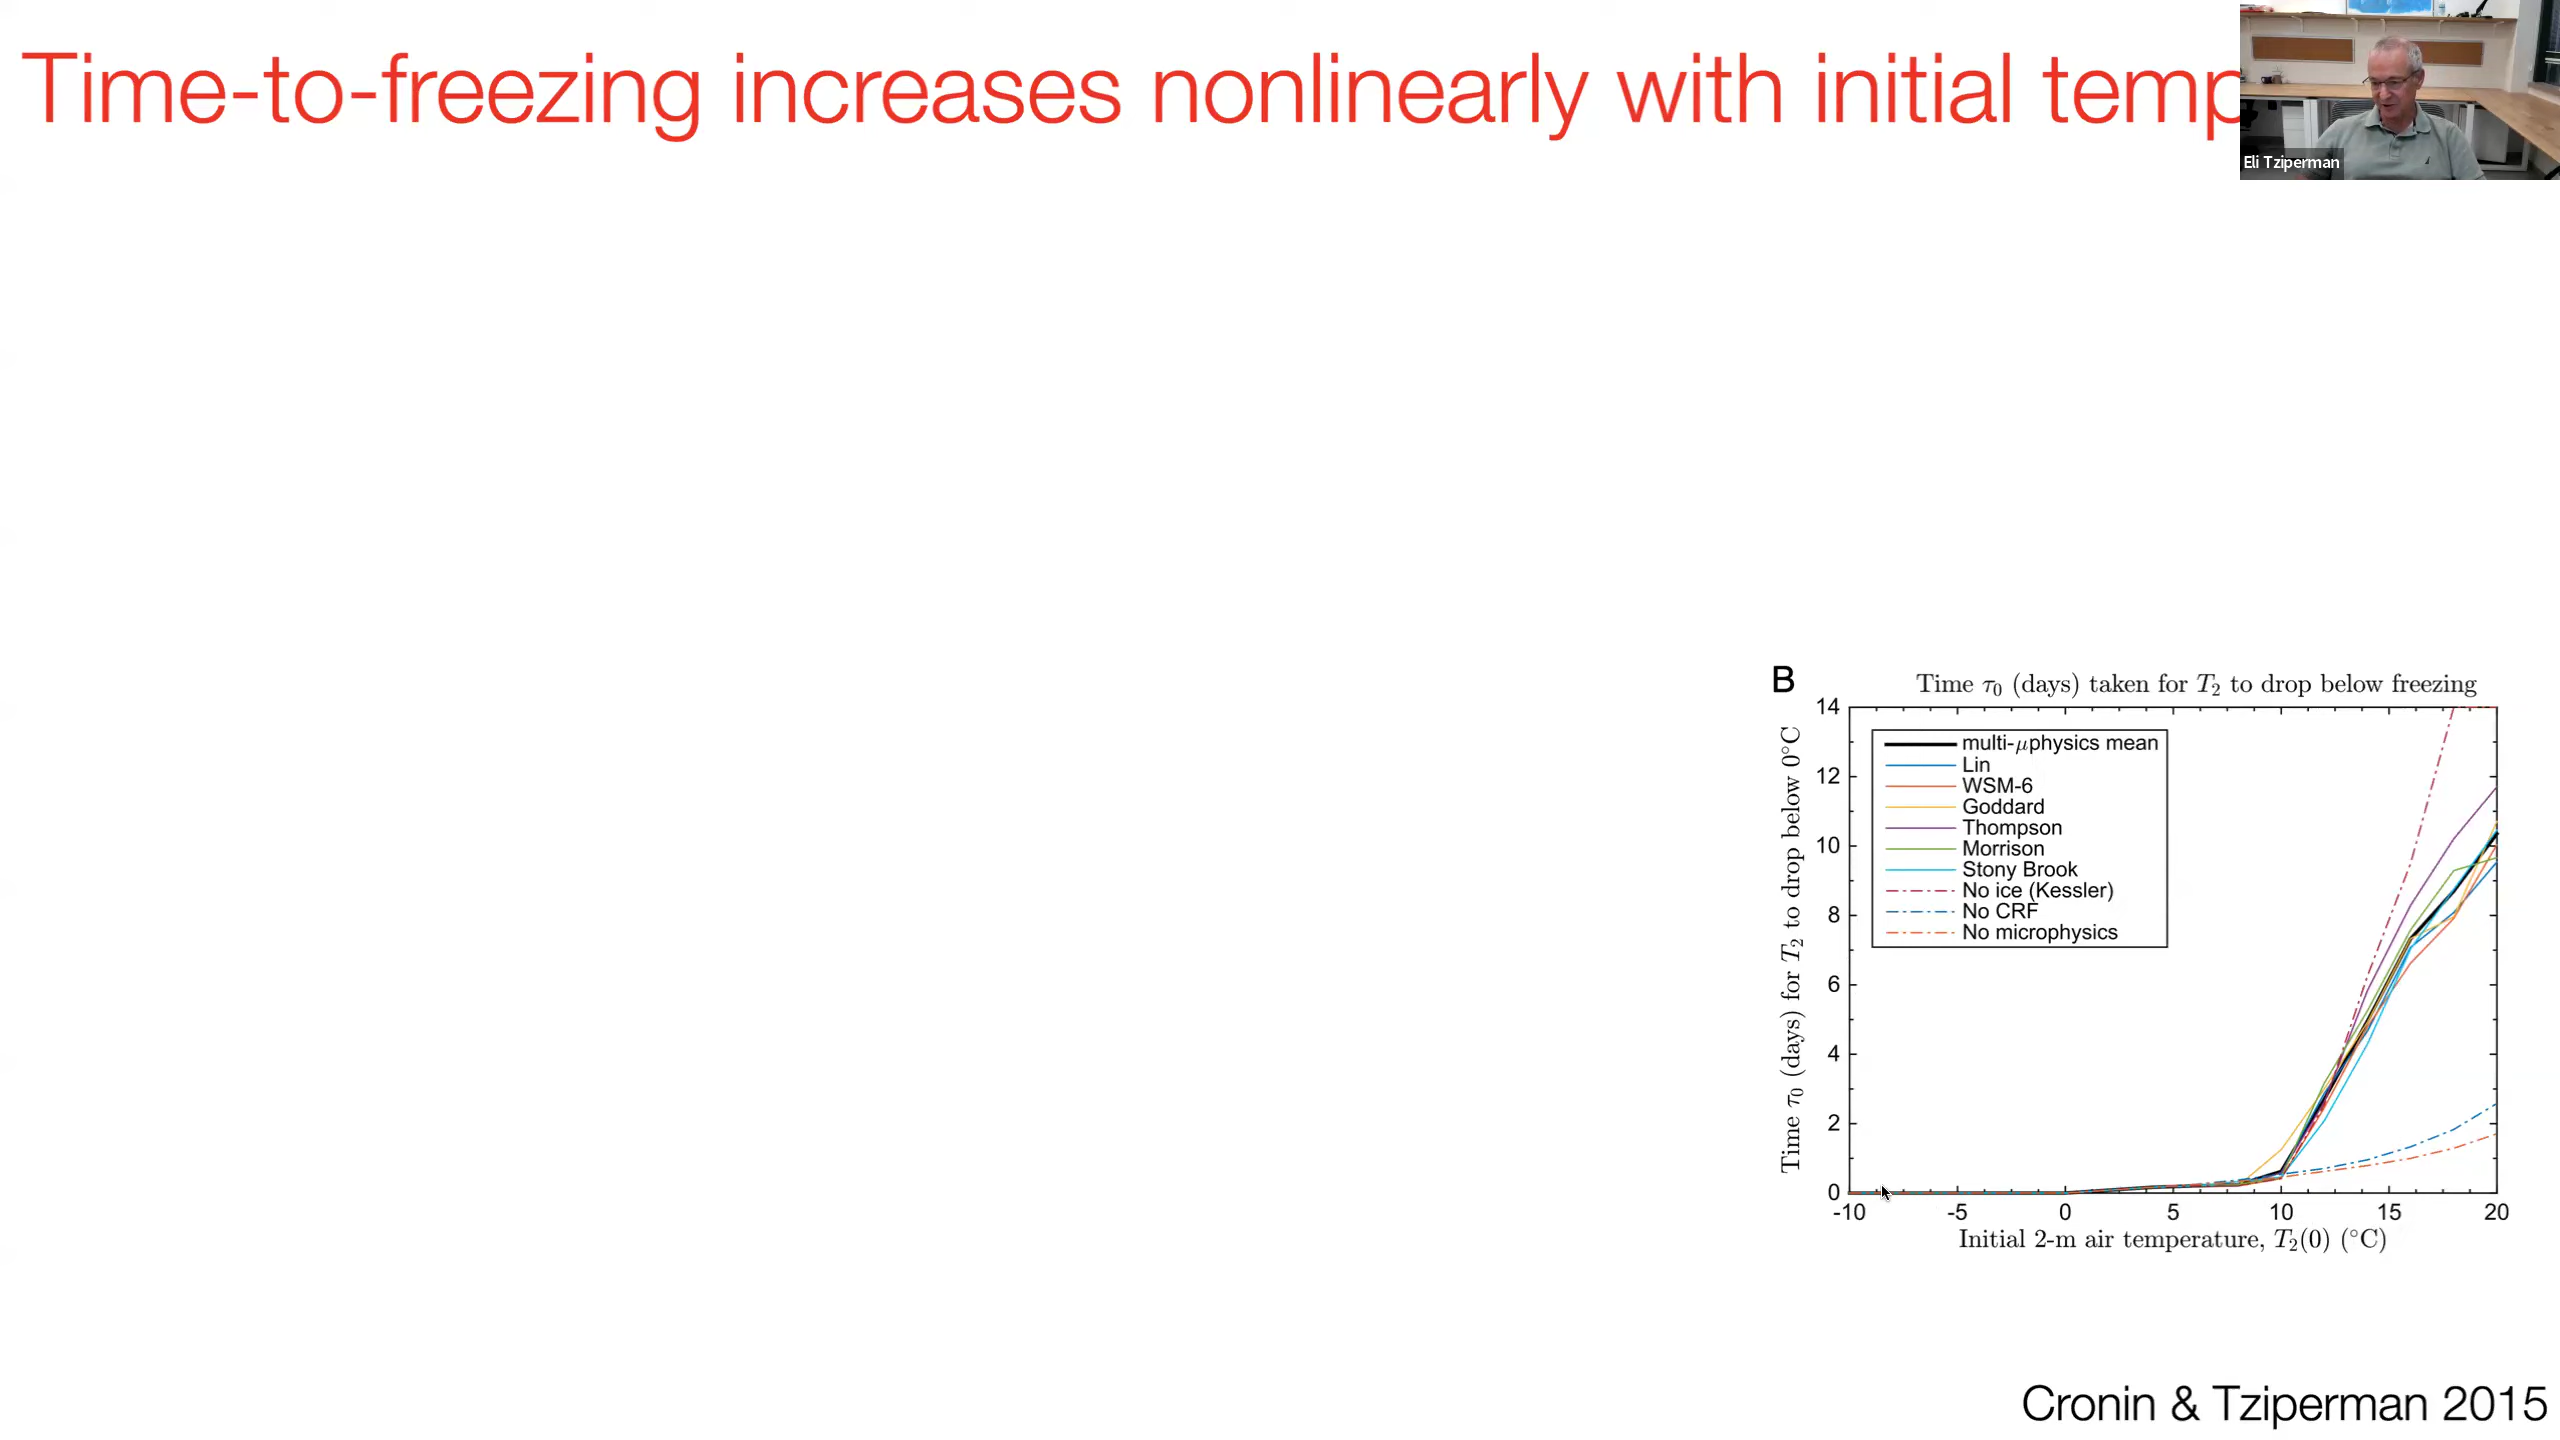 Time-to-freezing increases nonlinearly with initial temp
Eli Tziperman
B
Time τ₀ (days) taken for T₂ to drop below freezing
Time τ₀ (days) for T₂ to drop below 0°C
14
12
10
8
6
4
2
0
multi-μphysics mean
Lin
WSM-6
Goddard
Thompson
Morrison
Stony Brook
No ice (Kessler)
No CRF
No microphysics
-10 -5 0 5 10 15 20
Initial 2-m air temperature, T₂(0) (°C)
Cronin & Tziperman 2015